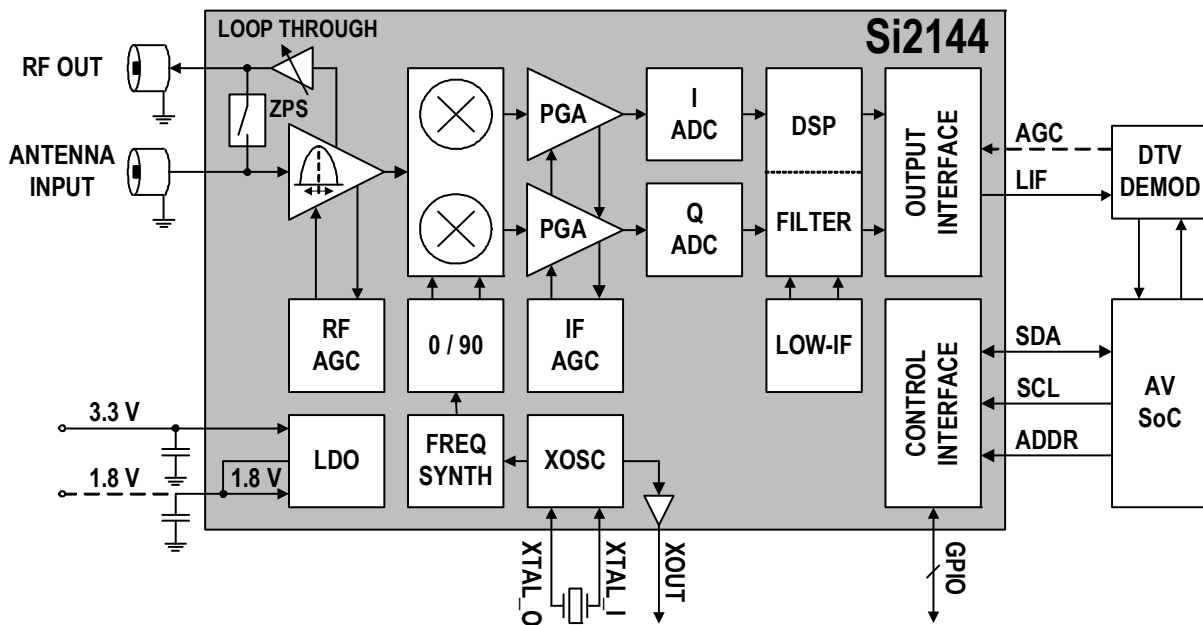 Si2144
LOOP THROUGH
RF OUT
ZPS
ANTENNA
INPUT
PGA
I
ADC
DSP
PGA
Q
ADC
FILTER
OUTPUT
INTERFACE
AGC
LIF
DTV
DEMOD
RF
AGC
0 / 90
IF
AGC
LOW-IF
CONTROL
INTERFACE
SDA
SCL
ADDR
AV
SoC
3.3 V
1.8 V
1.8 V
LDO
FREQ
SYNTH
XOSC
XTAL_O
XTAL_I
XOUT
GPIO